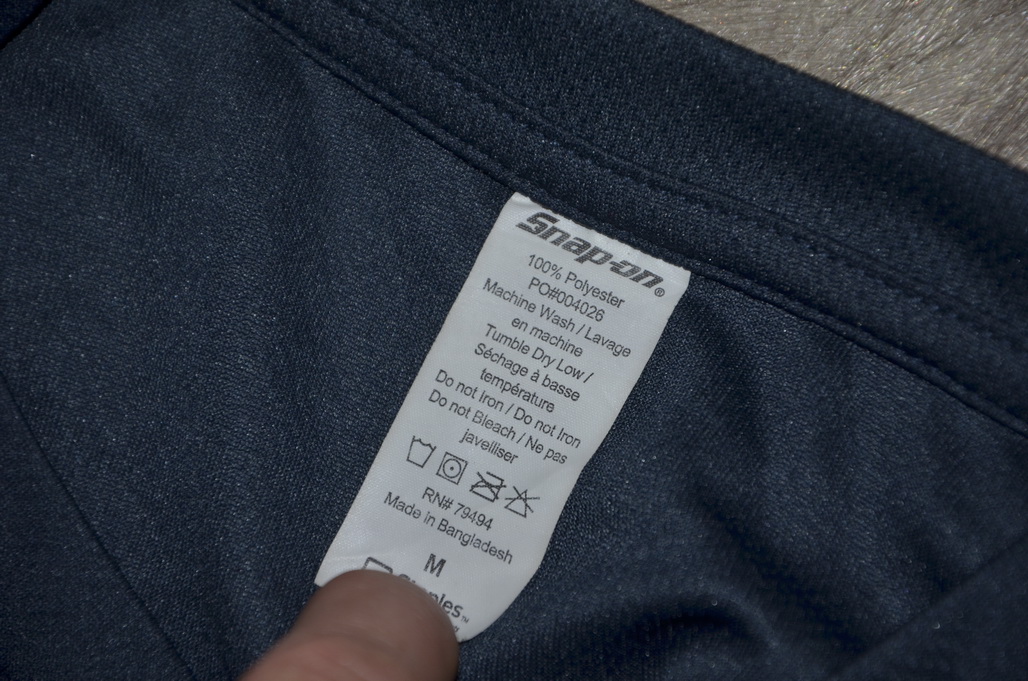 Snap-on®
100% Polyester
PO#004026
Machine Wash / Lavage
en machine
Tumble Dry Low /
Séchage à basse
température
Do not Iron / Do not Iron
Do not Bleach / Ne pas
javelliser
RN# 79494
Made in Bangladesh
M